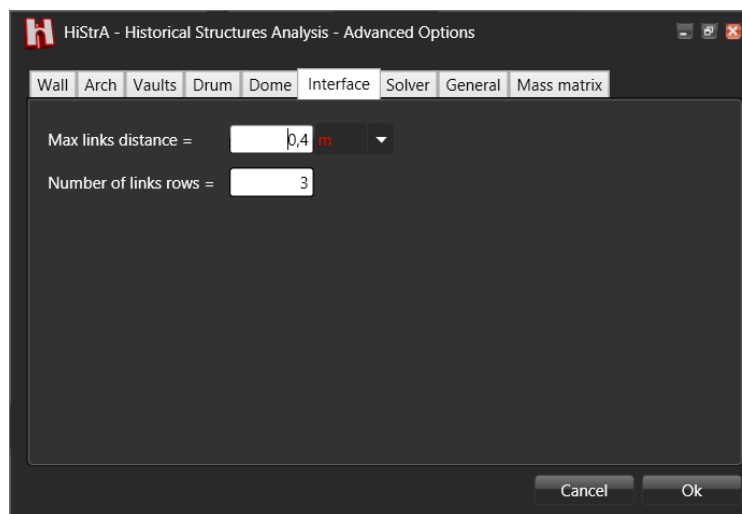 HiStrA - Historical Structures Analysis - Advanced Options
Wall Arch Vaults Drum Dome Interface Solver General Mass matrix
Max links distance = 0,4 m
Number of links rows = 3
Cancel Ok